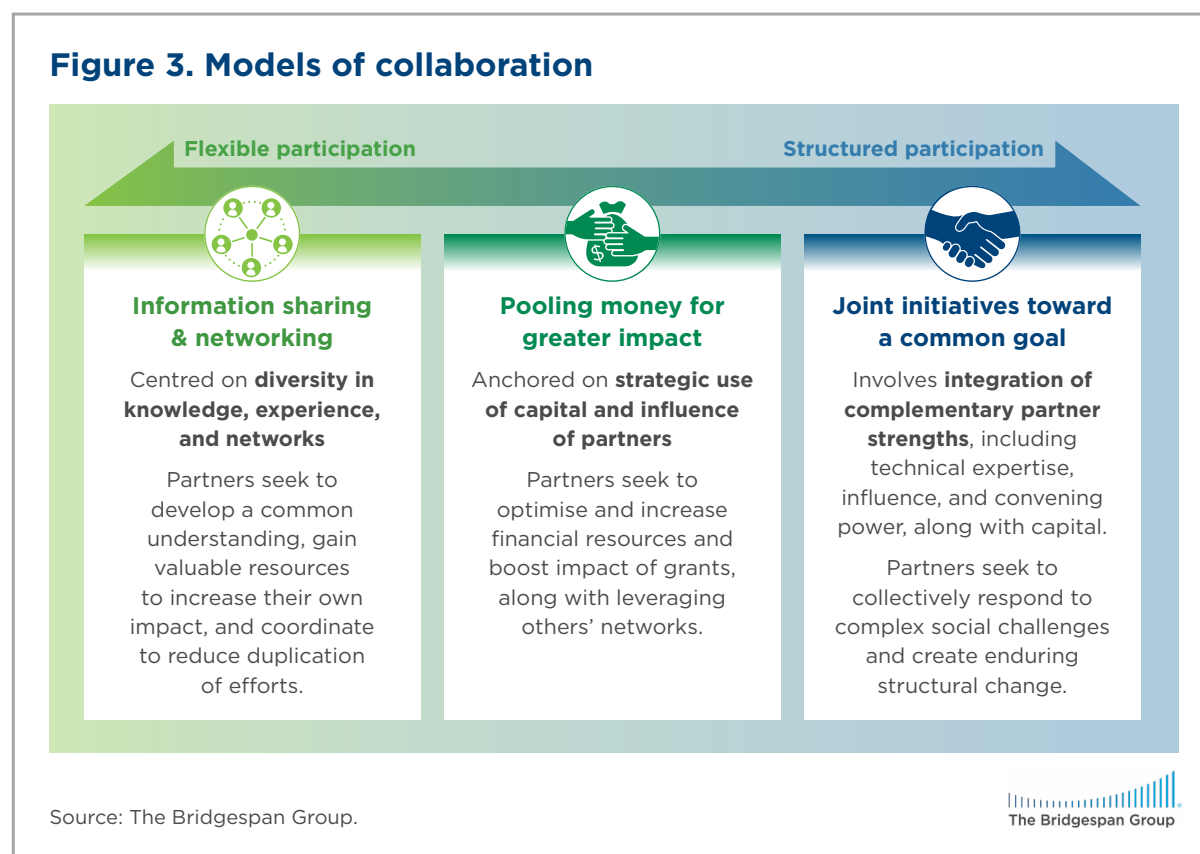 Figure 3. Models of collaboration
Flexible participation
Structured participation
Information sharing
& networking
Centred on diversity in
knowledge, experience,
and networks
Partners seek to
develop a common
understanding, gain
valuable resources
to increase their own
impact, and coordinate
to reduce duplication
of efforts.
$
Pooling money for
greater impact
Anchored on strategic use
of capital and influence
of partners
Partners seek to
optimise and increase
financial resources and
boost impact of grants,
along with leveraging
others’ networks.
Joint initiatives toward
a common goal
Involves integration of
complementary partner
strengths, including
technical expertise,
influence, and convening
power, along with capital.
Partners seek to
collectively respond to
complex social challenges
and create enduring
structural change.
Source: The Bridgespan Group.
®
The Bridgespan Group